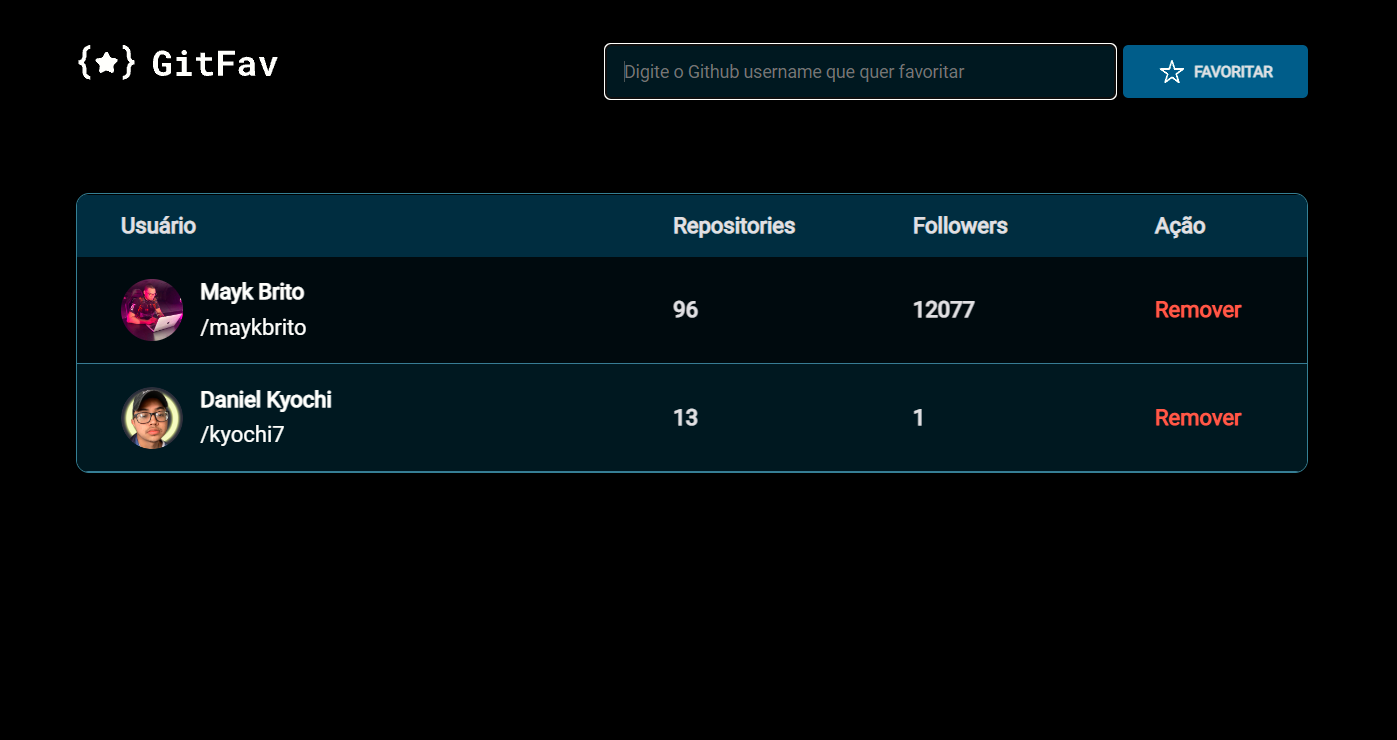 {★} GitFav
Digite o Github username que quer favoritar
FAVORITAR
Usuário Repositories Followers Ação
Mayk Brito
/maykbrito
96 12077 Remover
Daniel Kyochi
/kyochi7
13 1 Remover